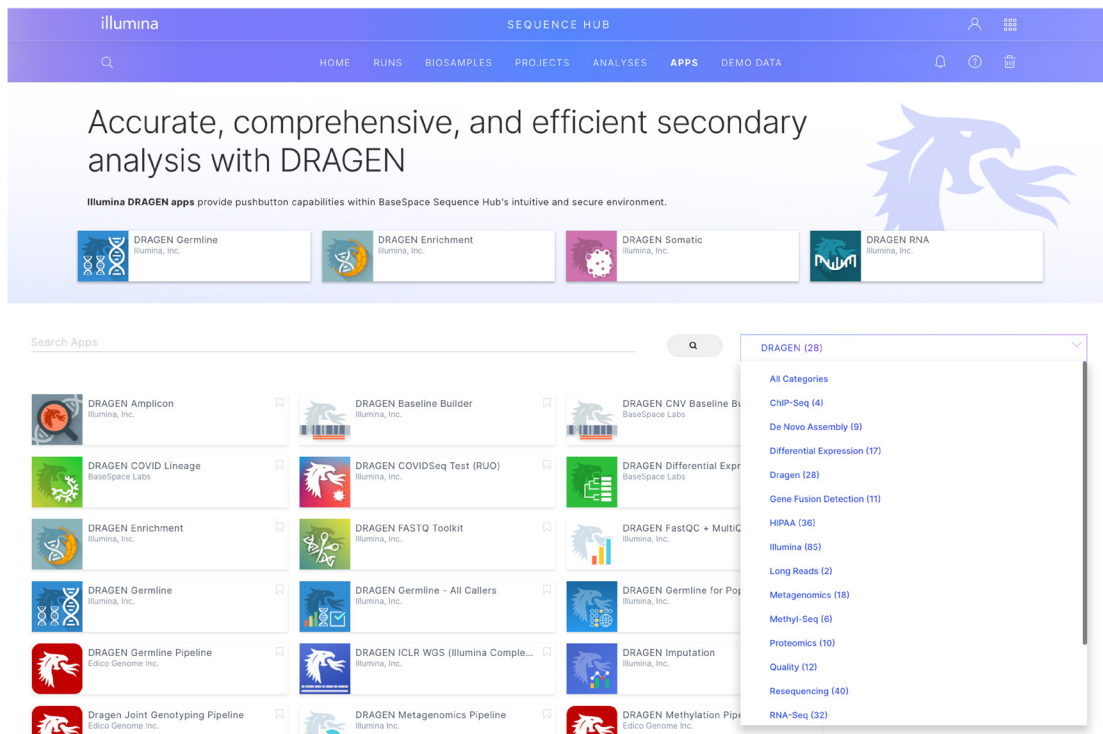 illumina
SEQUENCE HUB
HOME RUNS BIOSAMPLES PROJECTS ANALYSES APPS DEMO DATA
Accurate, comprehensive, and efficient secondary
analysis with DRAGEN
Illumina DRAGEN apps provide pushbutton capabilities within BaseSpace Sequence Hub's intuitive and secure environment.
DRAGEN Germline
Illumina, Inc.
DRAGEN Enrichment
Illumina, Inc.
DRAGEN Somatic
Illumina, Inc.
DRAGEN RNA
Illumina, Inc.
Search Apps
DRAGEN (28)
All Categories
ChIP-Seq (4)
De Novo Assembly (9)
Differential Expression (17)
Dragen (28)
Gene Fusion Detection (11)
HIPAA (36)
Illumina (85)
Long Reads (2)
Metagenomics (18)
Methyl-Seq (6)
Proteomics (10)
Quality (12)
Resequencing (40)
RNA-Seq (32)
DRAGEN Amplicon
Illumina, Inc.
DRAGEN Baseline Builder
Illumina, Inc.
DRAGEN CNV Baseline
BaseSpace Labs
DRAGEN COVID Lineage
BaseSpace Labs
DRAGEN COVIDSeq Test (RUO)
Illumina, Inc.
DRAGEN Differential
BaseSpace Labs
DRAGEN Enrichment
Illumina, Inc.
DRAGEN FASTQ Toolkit
Illumina, Inc.
DRAGEN FastQC +
Illumina, Inc.
DRAGEN Germline
Illumina, Inc.
DRAGEN Germline - All Callers
Illumina, Inc.
DRAGEN Germline for
Illumina, Inc.
DRAGEN Germline Pipeline
Edico Genome Inc.
DRAGEN ICLR WGS (Illumina Comple...
Illumina, Inc.
DRAGEN Imputation
Illumina, Inc.
Dragen Joint Genotyping Pipeline
Edico Genome Inc.
DRAGEN Metagenomics Pipeline
Illumina, Inc.
DRAGEN Methylation
Edico Genome Inc.